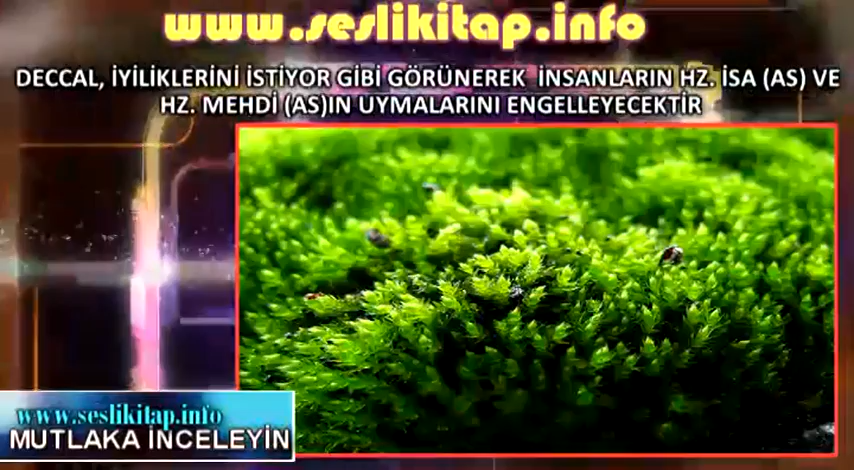 www.seslikitap.info
DECCAL, İYİLİKLERİNİ İSTİYOR GİBİ GÖRÜNEREK İNSANLARIN HZ. İSA (AS) VE
HZ. MEHDİ (AS)IN UYMALARINI ENGELLEYECEKTİR
www.seslikitap.info
MUTLAKA İNCELEYİN